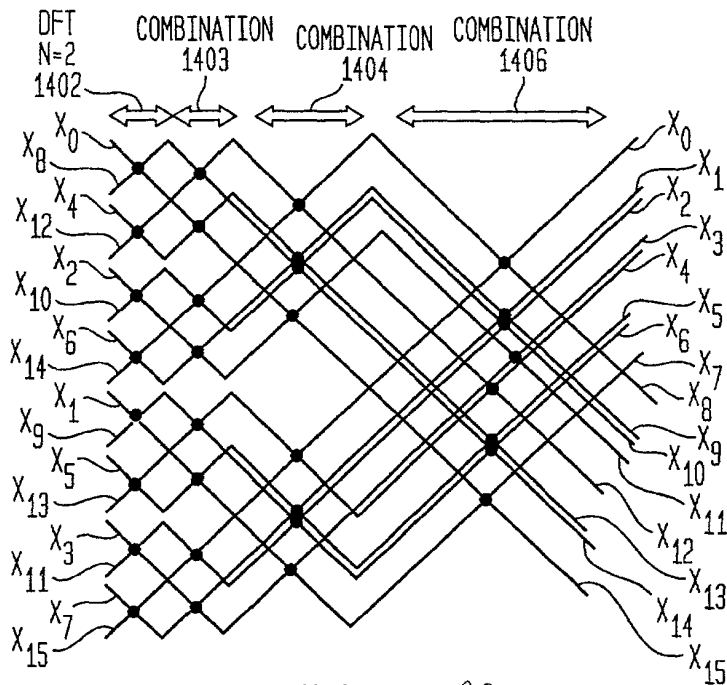 DFT
N=2
1402
COMBINATION
1403
COMBINATION
1404
COMBINATION
1406
X0
X8
X4
X12
X2
X10
X6
X14
X1
X9
X5
X13
X3
X11
X7
X15
X0
X1
X2
X3
X4
X5
X6
X7
X8
X9
X10
X11
X12
X13
X14
X15